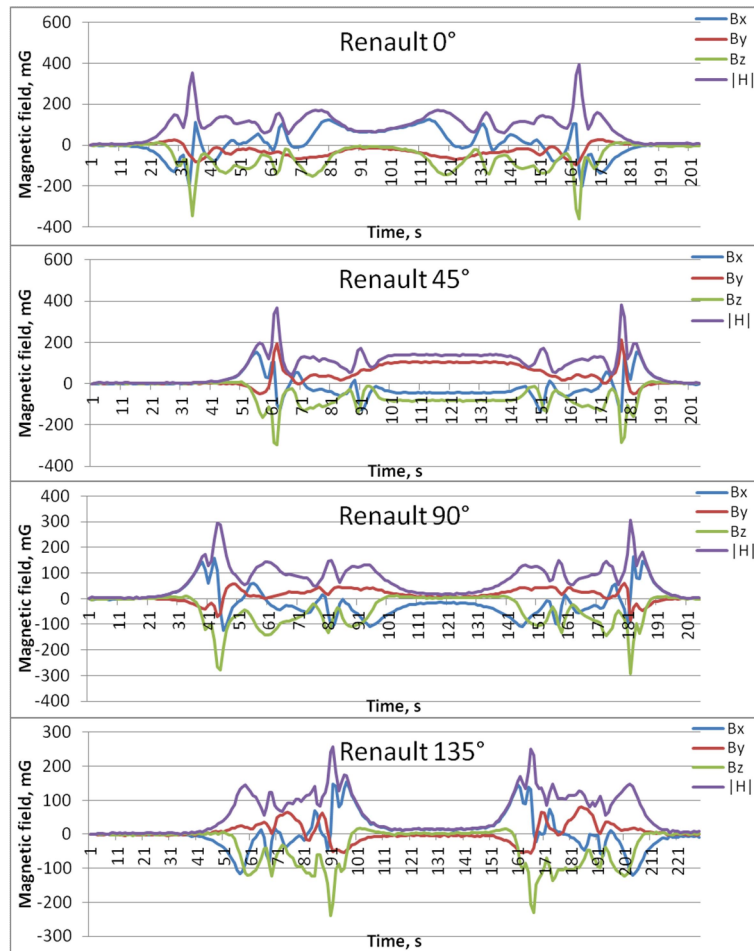 Renault 0°
Bx
By
Bz
|H|
Magnetic field, mG
600
400
200
0
-200
-400
1 11 21 31 41 51 61 71 81 91 101 111 121 131 141 151 161 171 181 191 201
Time, s
Renault 45°
Bx
By
Bz
|H|
Magnetic field, mG
600
400
200
0
-200
-400
1 11 21 31 41 51 61 71 81 91 101 111 121 131 141 151 161 171 181 191 201
Time, s
Renault 90°
Bx
By
Bz
|H|
Magnetic field, mG
400
300
200
100
0
-100
-200
-300
-400
1 11 21 31 41 51 61 71 81 91 101 111 121 131 141 151 161 171 181 191 201
Time, s
Renault 135°
Bx
By
Bz
|H|
Magnetic field, mG
300
200
100
0
-100
-200
-300
1 11 21 31 41 51 61 71 81 91 101 111 121 131 141 151 161 171 181 191 201 211 221
Time, s